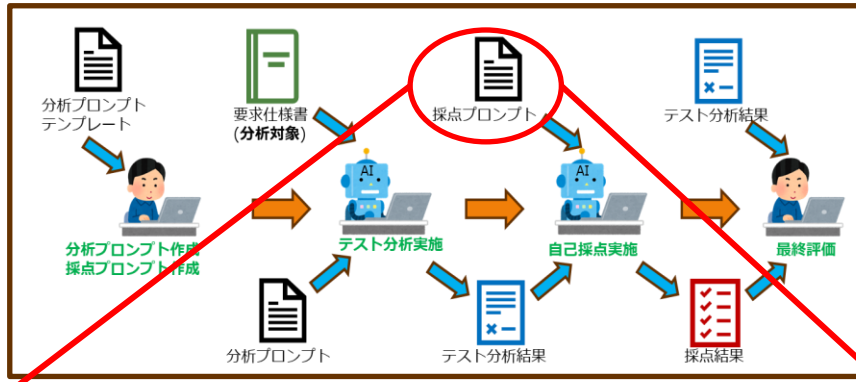 分析プロンプト
テンプレート
要求仕様書
(分析対象)
採点プロンプト
テスト分析結果
AI
AI
分析プロンプト作成
採点プロンプト作成
テスト分析実施
自己採点実施
最終評価
分析プロンプト
テスト分析結果
採点結果